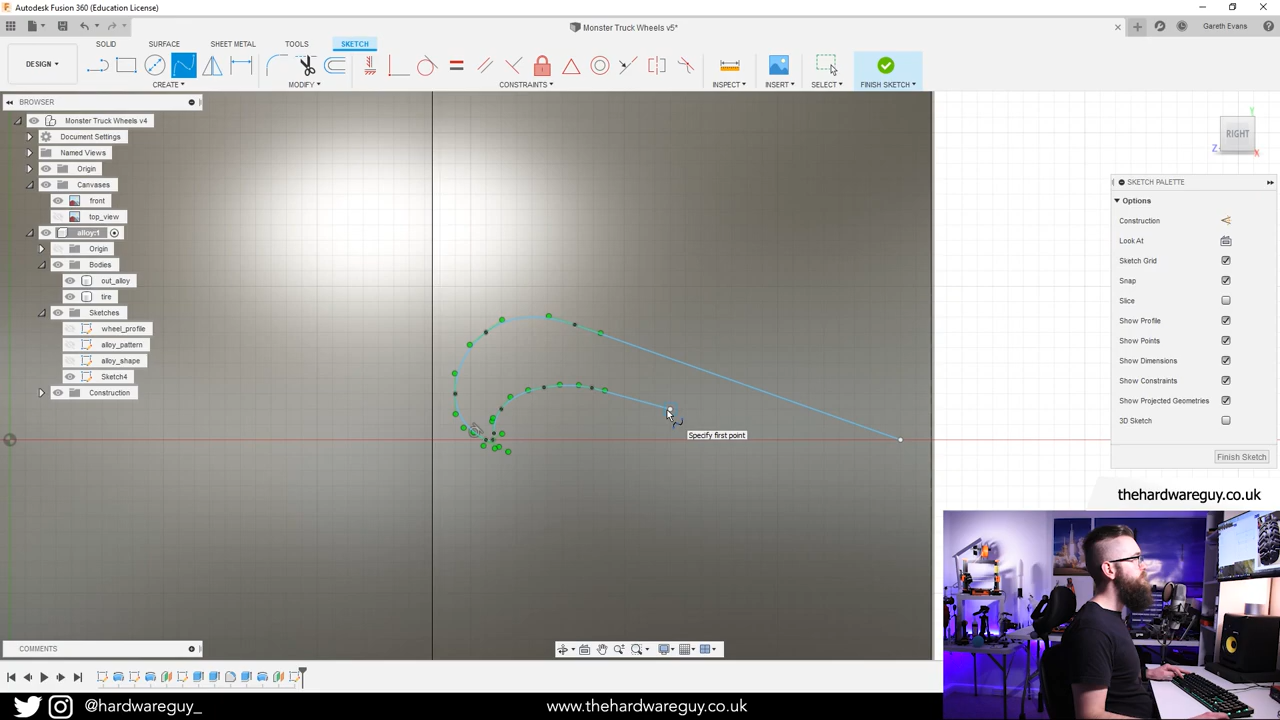 Autodesk Fusion 360 (Education License)
Monster Truck Wheels v5*
Gareth Evans
SOLID
SURFACE
SHEET METAL
TOOLS
SKETCH
DESIGN
CREATE
MODIFY
CONSTRAINTS
INSPECT
INSERT
SELECT
FINISH SKETCH
BROWSER
Monster Truck Wheels v4
Document Settings
Named Views
Origin
Canvases
front
top_view
alloy:1
Origin
Bodies
out_alloy
tire
Sketches
wheel_profile
alloy_pattern
alloy_shape
Sketch4
Construction
Specify first point
RIGHT
Y
Z
X
SKETCH PALETTE
Options
Construction
Look At
Sketch Grid
Snap
Slice
Show Profile
Show Points
Show Dimensions
Show Constraints
Show Projected Geometries
3D Sketch
Finish Sketch
thehardwareguy.co.uk
COMMENTS
@hardwareguy_
www.thehardwareguy.co.uk